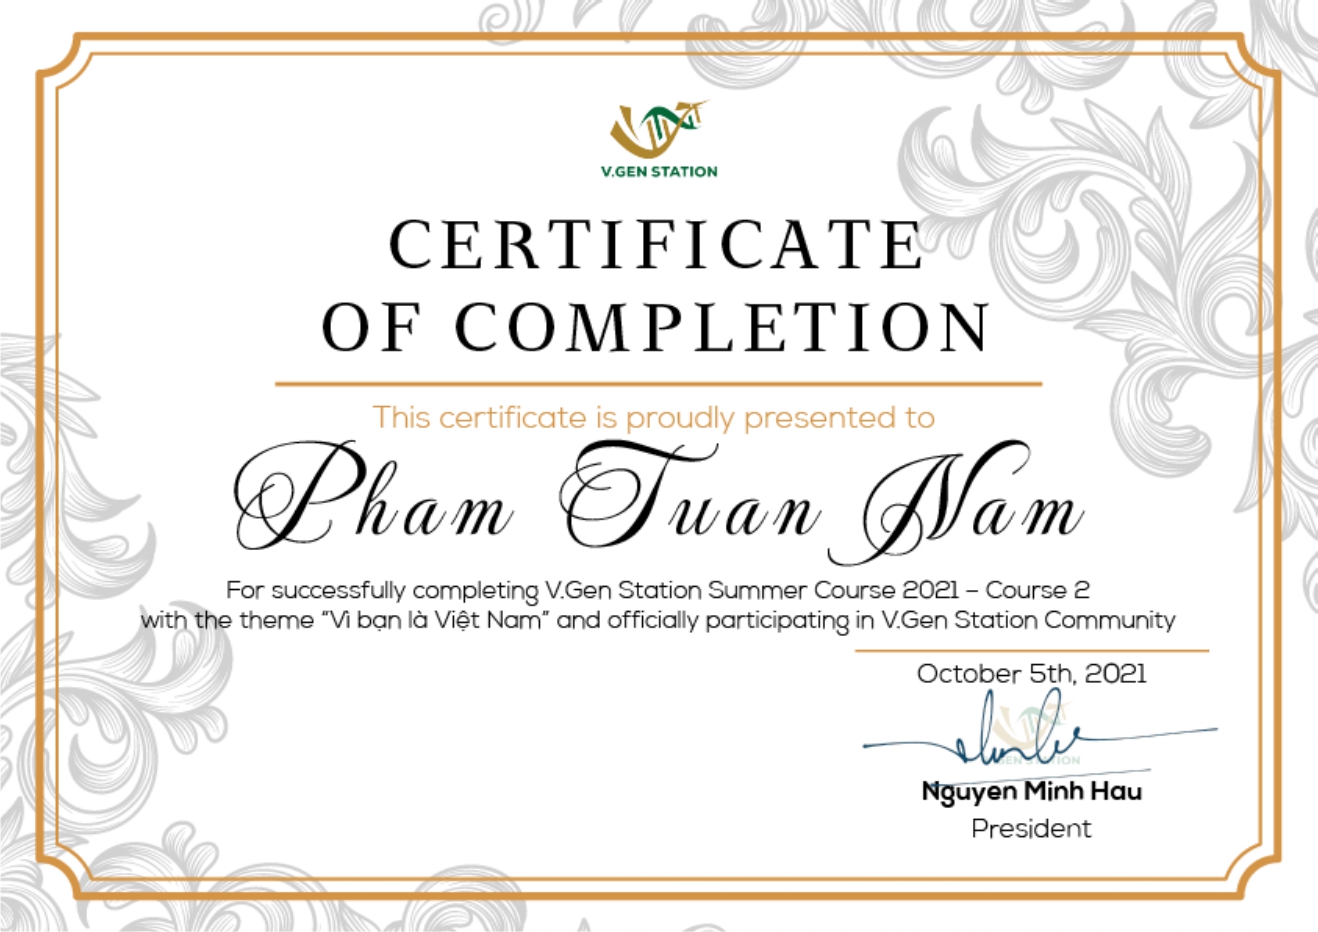 V.GEN STATION
CERTIFICATE
OF COMPLETION
This certificate is proudly presented to
Pham Tuan Nam
For successfully completing V.Gen Station Summer Course 2021 – Course 2
with the theme “Vì bạn là Việt Nam” and officially participating in V.Gen Station Community
October 5th, 2021
Nguyen Minh Hau
President